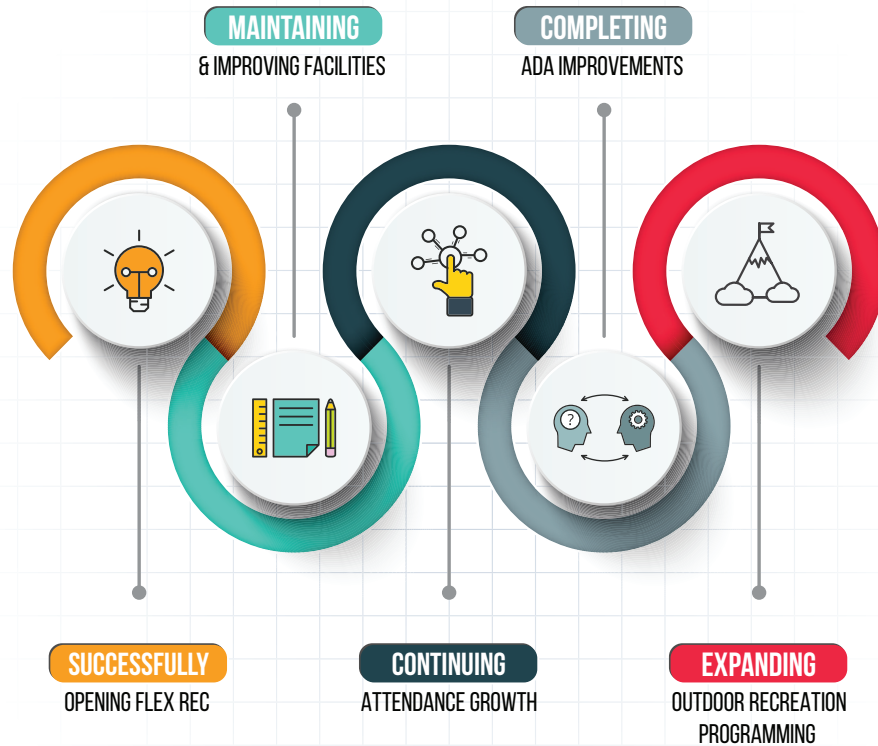 MAINTAINING
& IMPROVING FACILITIES
COMPLETING
ADA IMPROVEMENTS
?
SUCCESSFULLY
OPENING FLEX REC
CONTINUING
ATTENDANCE GROWTH
EXPANDING
OUTDOOR RECREATION
PROGRAMMING